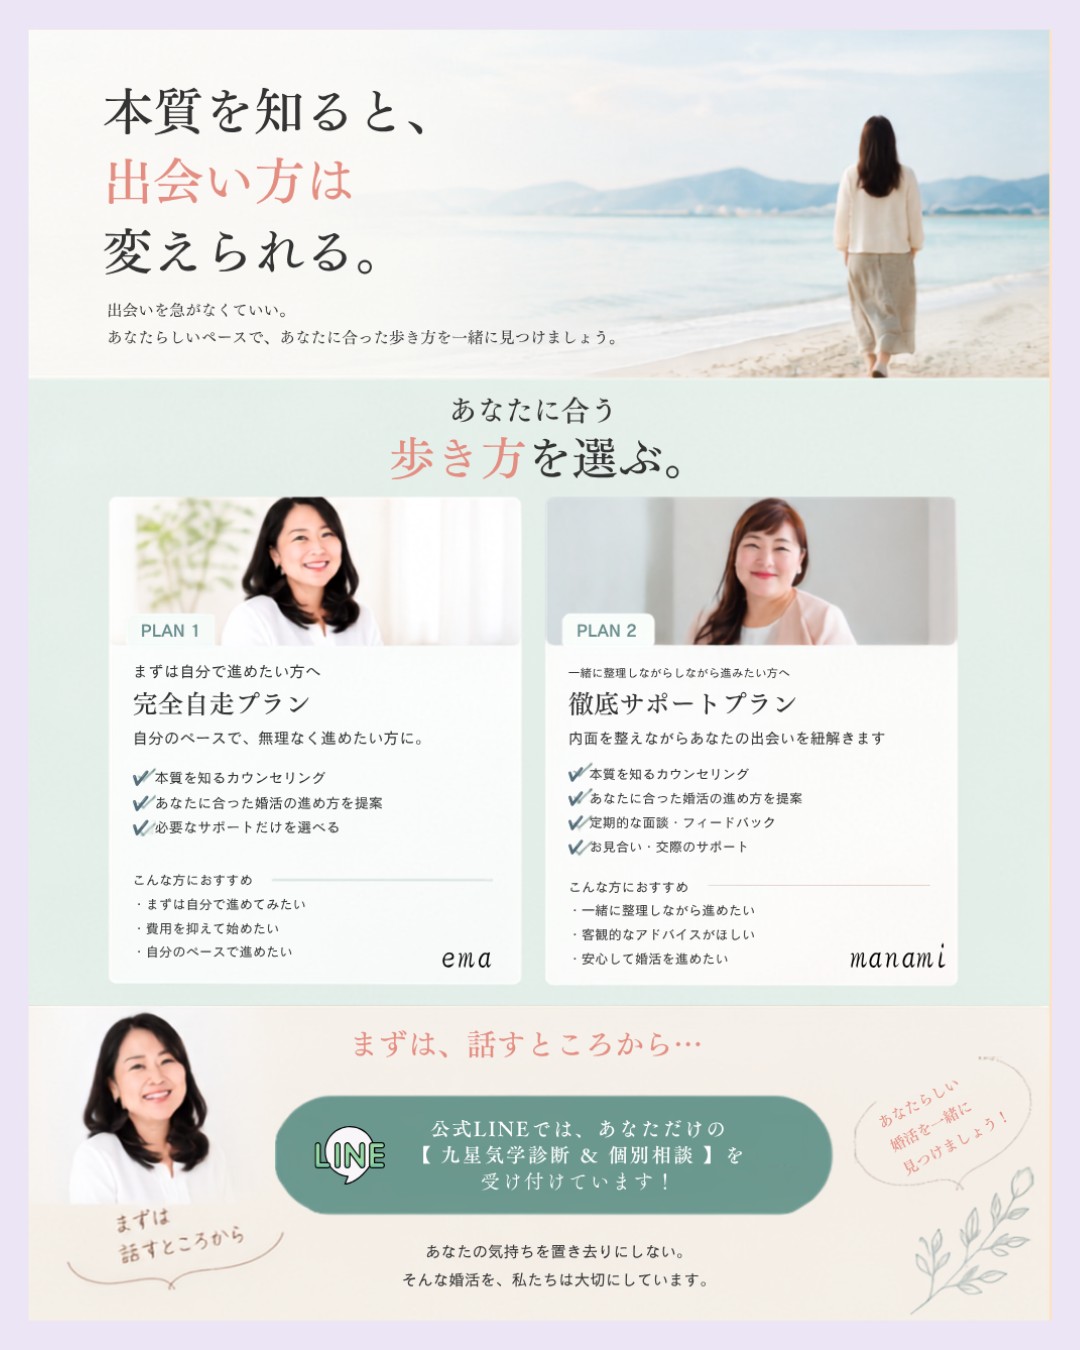 本質を知ると、
出会い方は
変えられる。
出会いを急がなくていい。
あなたらしいペースで、あなたに合った歩き方を一緒に見つけましょう。
あなたに合う
歩き方を選ぶ。
PLAN 1
まずは自分で進めたい方へ
完全自走プラン
自分のペースで、無理なく進めたい方に。
本質を知るカウンセリング
あなたに合った婚活の進め方を提案
必要なサポートだけを選べる
こんな方におすすめ
・まずは自分で進めてみたい
・費用を抑えて始めたい
・自分のペースで進めたい
ema
PLAN 2
一緒に整理しながらしながら進みたい方へ
徹底サポートプラン
内面を整えながらあなたの出会いを紐解きます
本質を知るカウンセリング
あなたに合った婚活の進め方を提案
定期的な面談・フィードバック
お見合い・交際のサポート
こんな方におすすめ
・一緒に整理しながら進めたい
・客観的なアドバイスがほしい
・安心して婚活を進めたい
manami
まずは、話すところから…
LINE
公式LINEでは、あなただけの
【 九星気学診断 & 個別相談 】を
受け付けています！
あなたらしい
婚活を一緒に
見つけましょう！
まずは
話すところから
あなたの気持ちを置き去りにしない。
そんな婚活を、私たちは大切にしています。